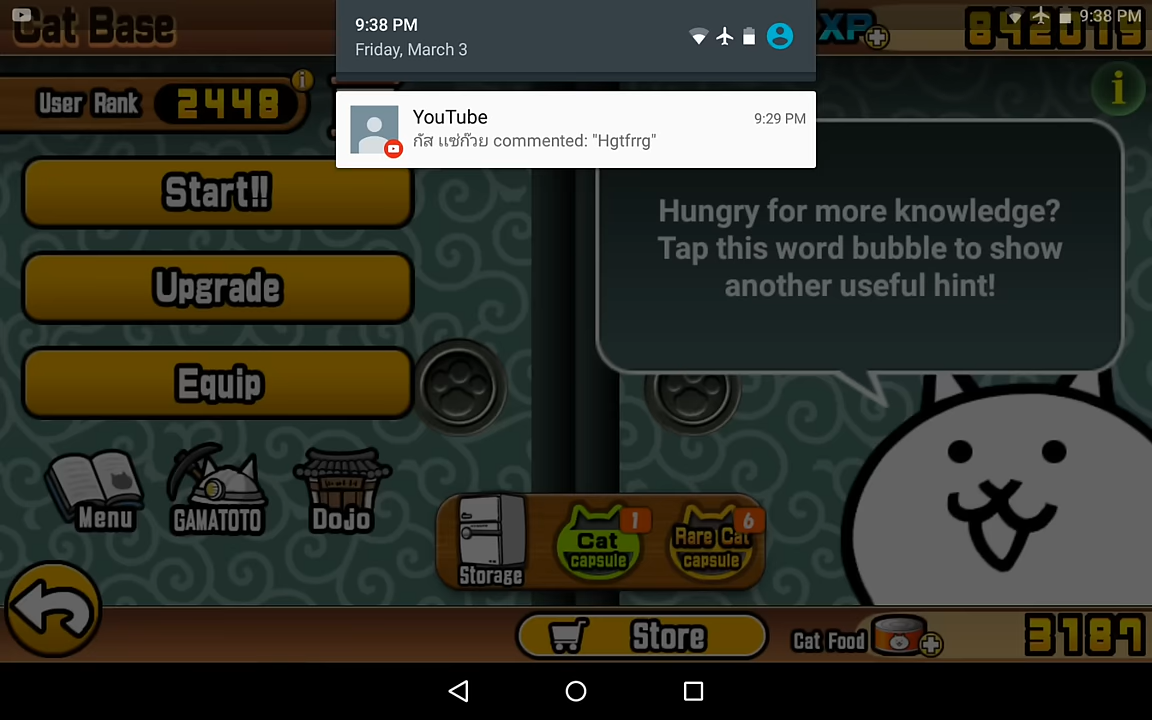 Cat Base
9:38 PM
Friday, March 3
XP
842019
9:38 PM
User Rank 2448
i
i
YouTube
9:29 PM
กัส แซ่ก๊วย commented: "Hgtfrrg"
Start!!
Upgrade
Equip
Hungry for more knowledge?
Tap this word bubble to show
another useful hint!
Menu
GAMATOTO
Dojo
Storage
1
Cat
capsule
6
Rare Cat
capsule
Store
Cat Food
3787